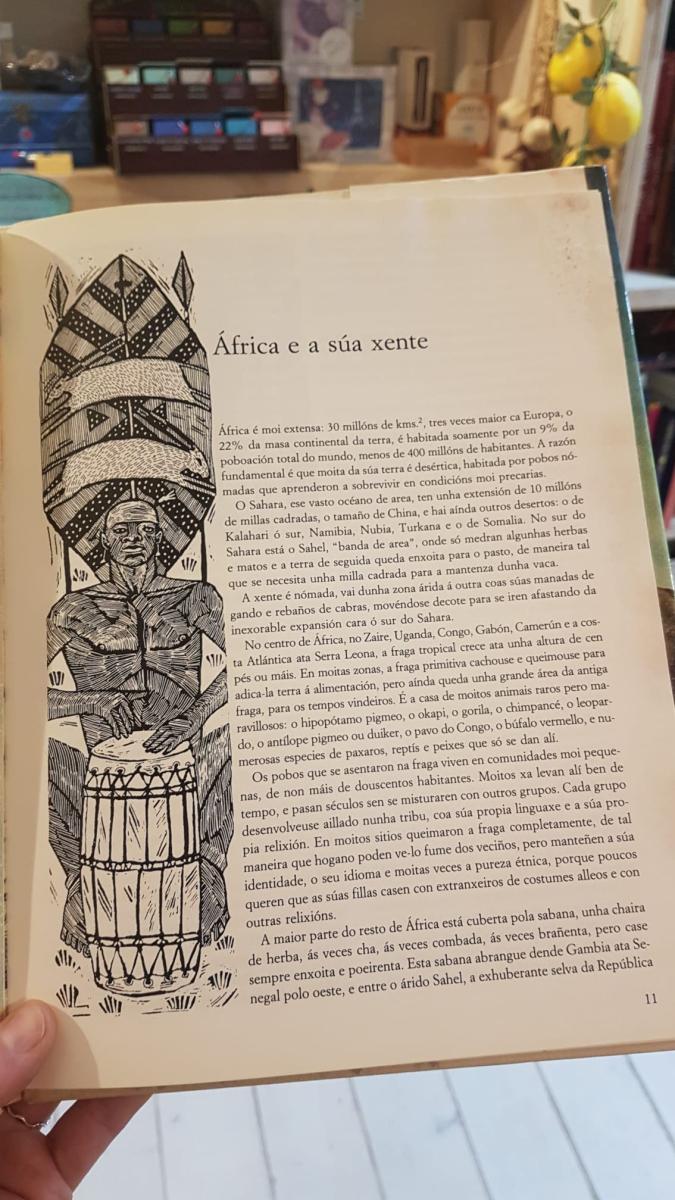 África e a súa xente
África é moi extensa: 30 millóns de kms.², tres veces maior ca Europa, o
22% da masa continental da terra, é habitada soamente por un 9% da
poboación total do mundo, menos de 400 millóns de habitantes. A razón
fundamental é que moita da súa terra é desértica, habitada por pobos nó-
madas que aprenderon a sobrevivir en condicións moi precarias.
O Sahara, ese vasto océano de area, ten unha extensión de 10 millóns
de millas cadradas, o tamaño de China, e hai aínda outros desertos: o de
Kalahari ó sur, Namibia, Nubia, Turkana e o de Somalia. No sur do
Sahara está o Sahel, “banda de area”, onde só medran algunhas herbas
e matos e a terra de seguida queda enxoita para o pasto, de maneira tal
que se necesita unha milla cadrada para a mantenza dunha vaca.
A xente é nómada, vai dunha zona árida á outra coas súas manadas de
gando e rebaños de cabras, movéndose decote para se iren afastando da
inexorable expansión cara ó sur do Sahara.
No centro de África, no Zaire, Uganda, Congo, Gabón, Camerún e a cos-
ta Atlántica ata Serra Leona, a fraga tropical crece ata unha altura de cen
pés ou máis. En moitas zonas, a fraga primitiva cachouse e queimouse para
adica-la terra á alimentación, pero aínda queda unha grande área da antiga
fraga, para os tempos vindeiros. É a casa de moitos animais raros pero ma-
ravillosos: o hipopótamo pigmeo, o okapi, o gorila, o chimpancé, o leopar-
do, o antílope pigmeo ou duiker, o pavo do Congo, o búfalo vermello, e nu-
merosas especies de paxaros, reptís e peixes que só se dan alí.
Os pobos que se asentaron na fraga viven en comunidades moi peque-
nas, de non máis de douscentos habitantes. Moitos xa levan alí ben de
tempo, e pasan séculos sen se misturaren con outros grupos. Cada grupo
desenvolveuse aillado nunha tribu, coa súa propia linguaxe e a súa pro-
pia relixión. En moitos sitios queimaron a fraga completamente, de tal
maneira que hogano poden ve-lo fume dos veciños, pero manteñen a súa
identidade, o seu idioma e moitas veces a pureza étnica, porque poucos
queren que as súas fillas casen con extranxeiros de costumes alleos e con
outras relixións.
A maior parte do resto de África está cuberta pola sabana, unha chaira
de herba, ás veces cha, ás veces combada, ás veces brañenta, pero case
sempre enxoita e poeirenta. Esta sabana abrangue dende Gambia ata Se-
negal polo oeste, e entre o árido Sahel, a exhuberante selva da República
11